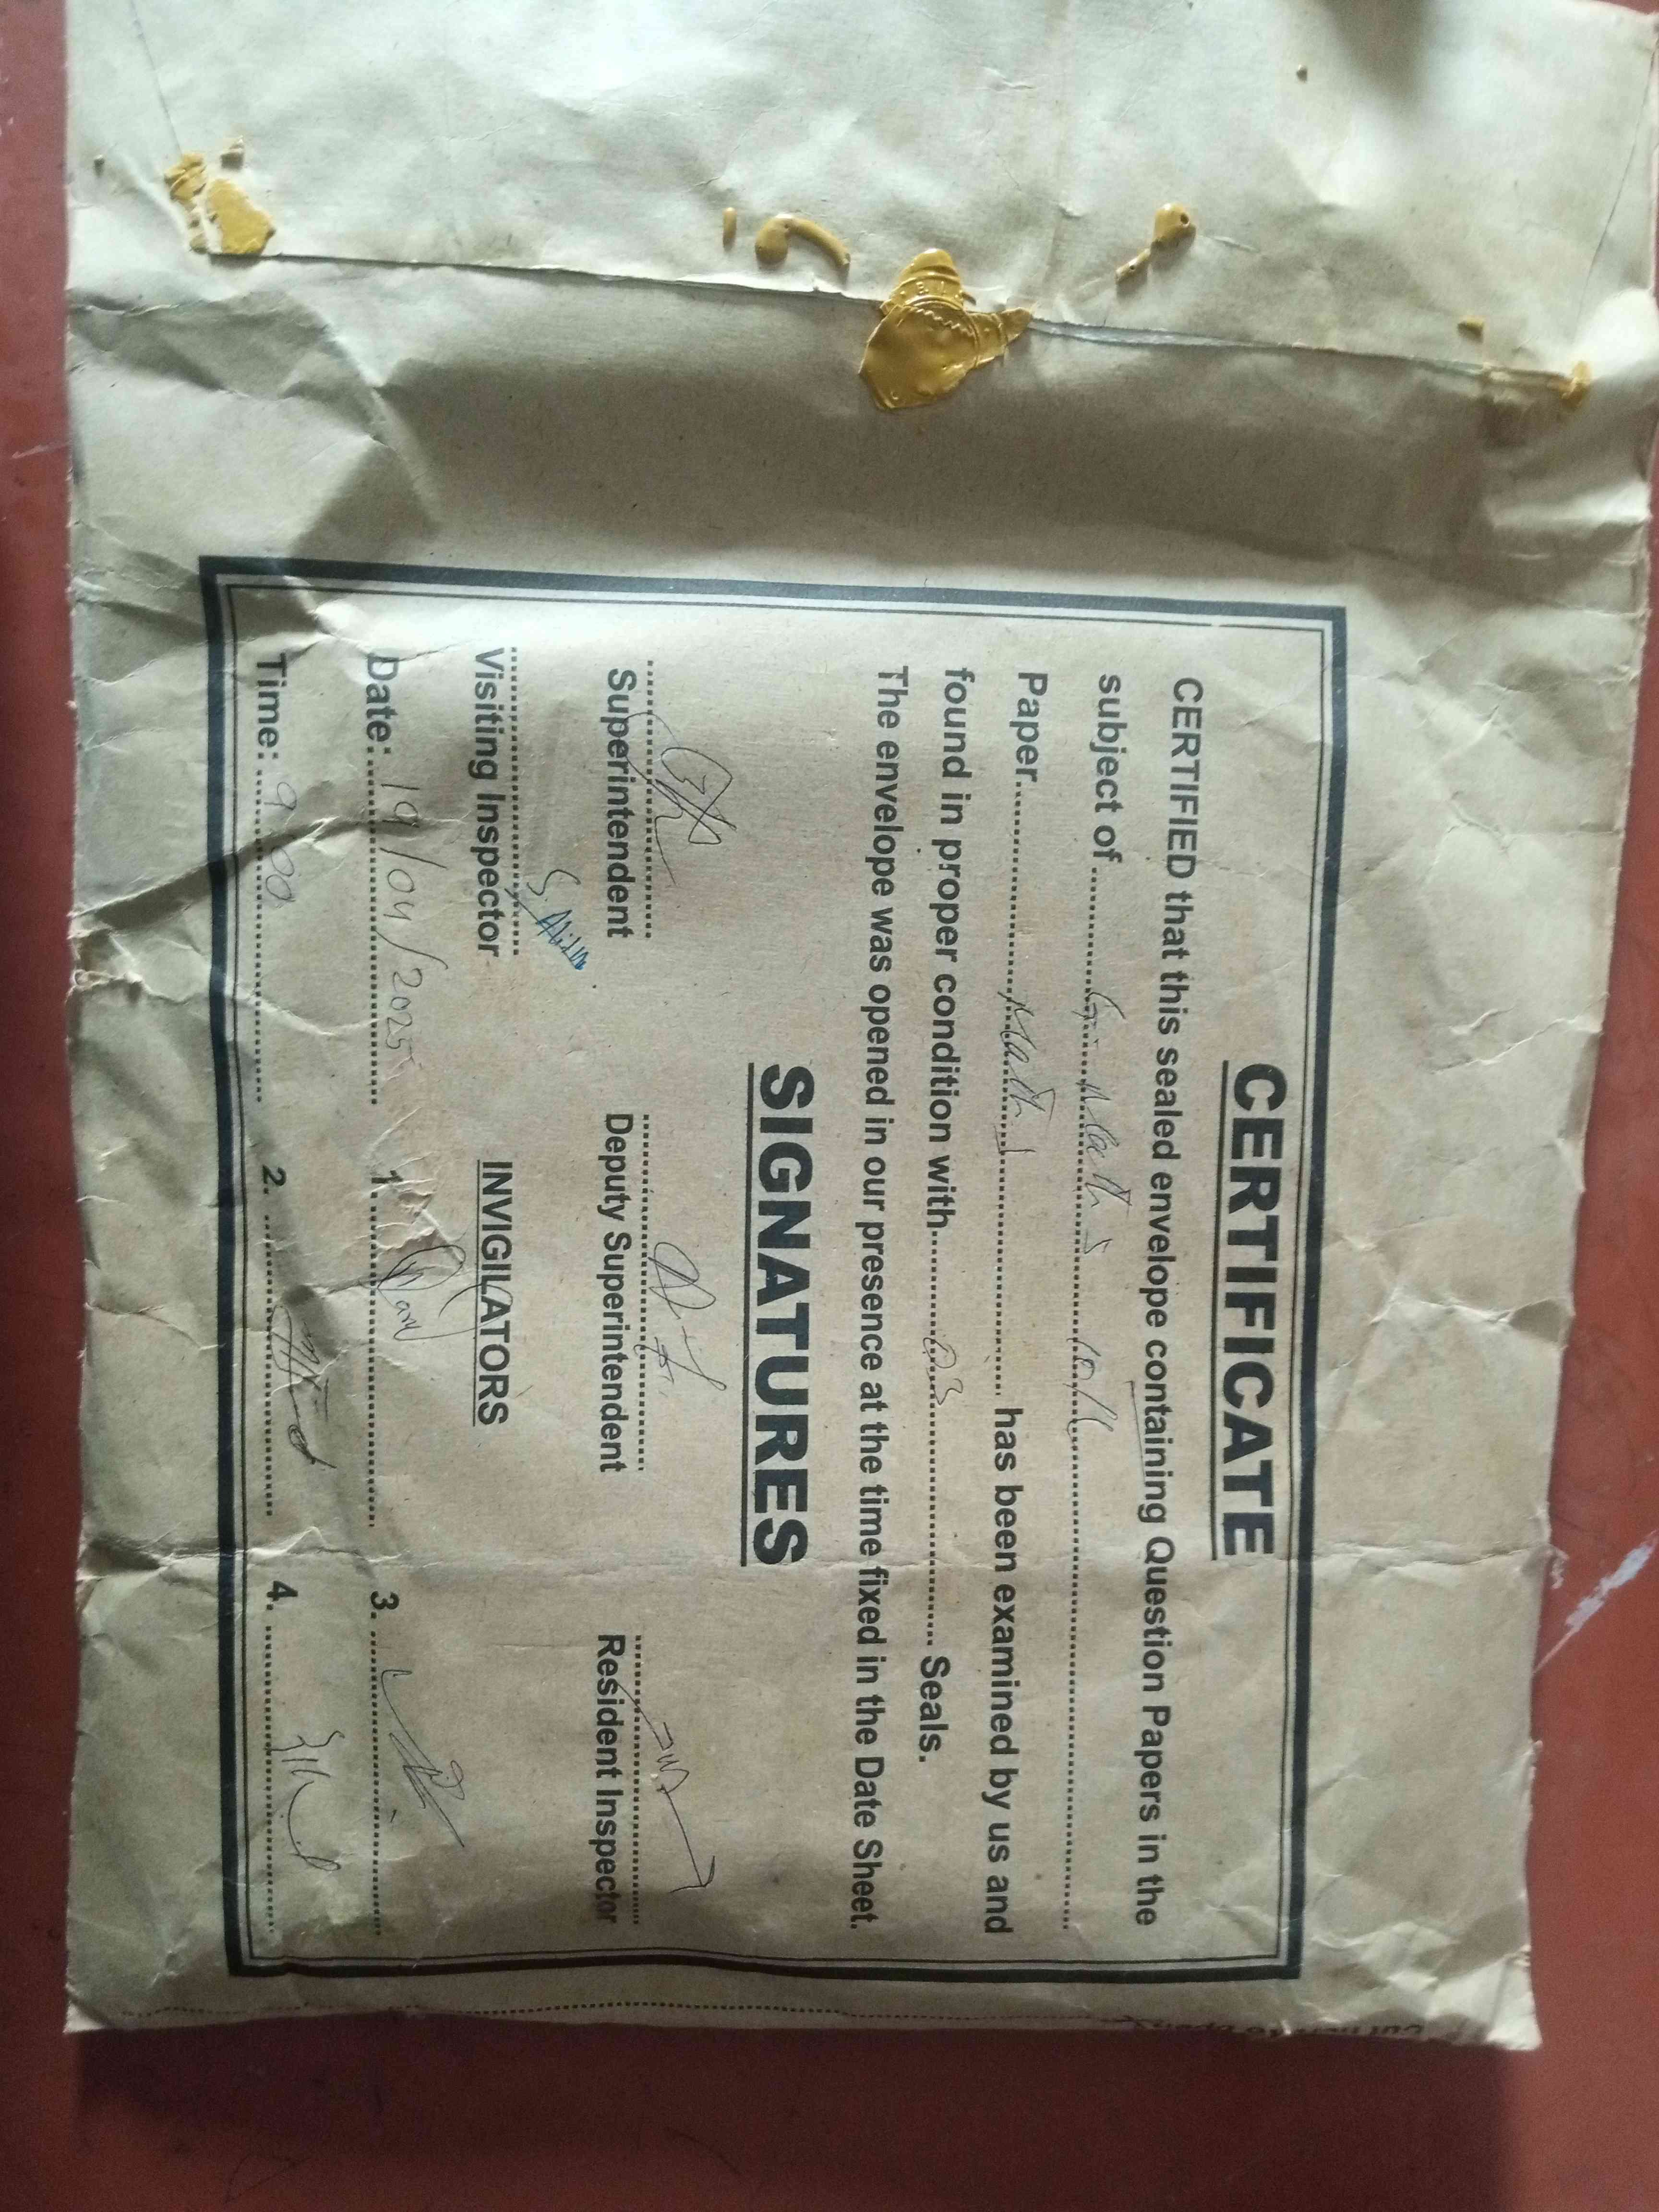 CERTIFICATE
CERTIFIED that this sealed envelope containing Question Papers in the
subject of 10th
Paper Math has been examined by us and
found in proper condition with 03 Seals.
The envelope was opened in our presence at the time fixed in the Date Sheet.
SIGNATURES
Superintendent Deputy Superintendent Resident Inspector
Visiting Inspector INVIGILATORS
Date: 19/04/2025 1. 3.
Time: 9:00 2. 4.